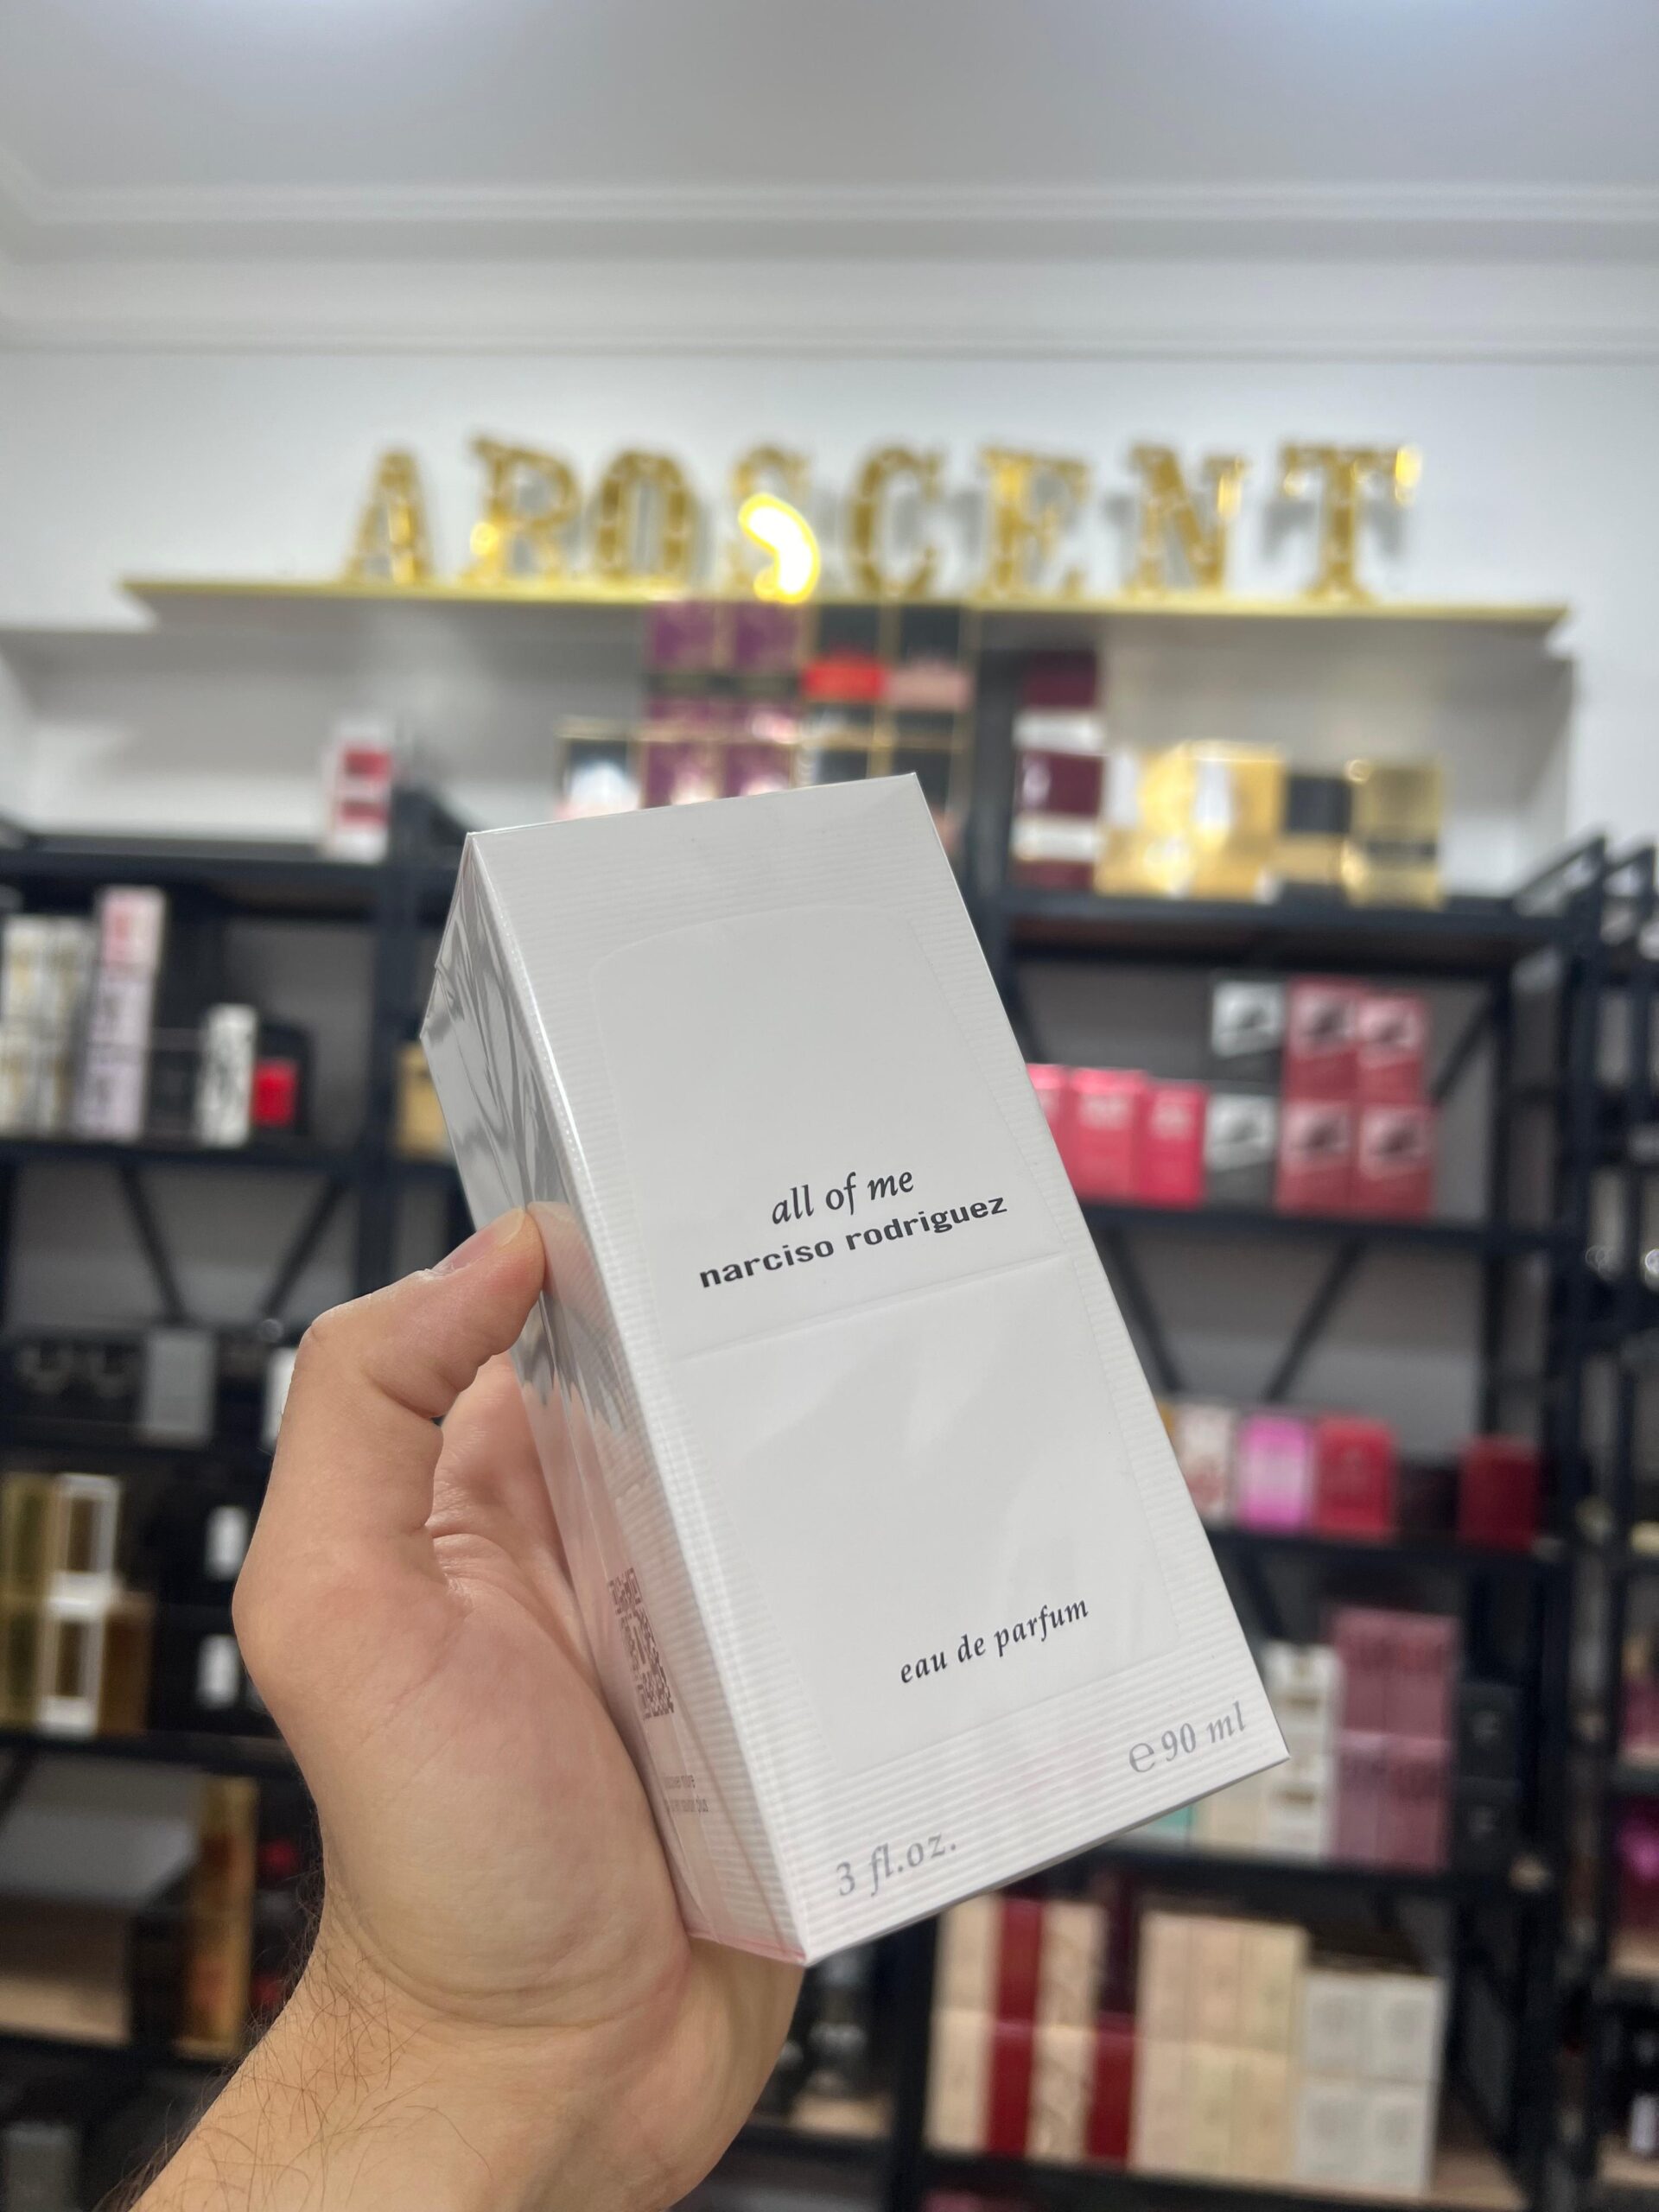 AROSCENT
all of me
narciso rodriguez
eau de parfum
e 90 ml
3 fl.oz.